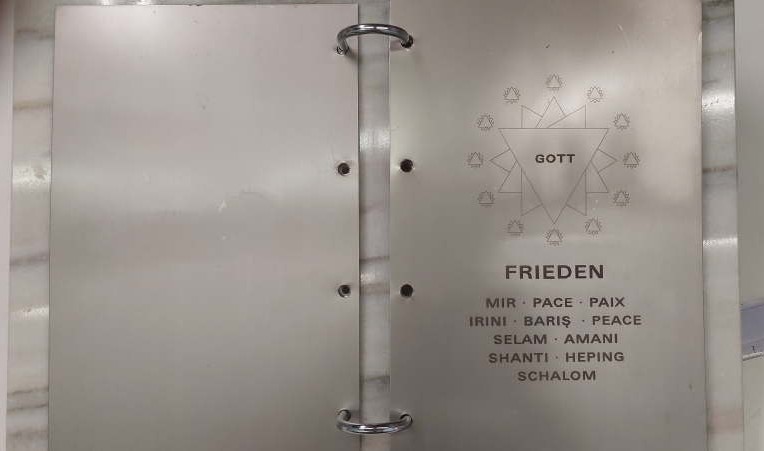 GOTT
FRIEDEN
MIR · PACE · PAIX
IRINI · BARIŞ · PEACE
SELAM · AMANI
SHANTI · HEPING
SCHALOM